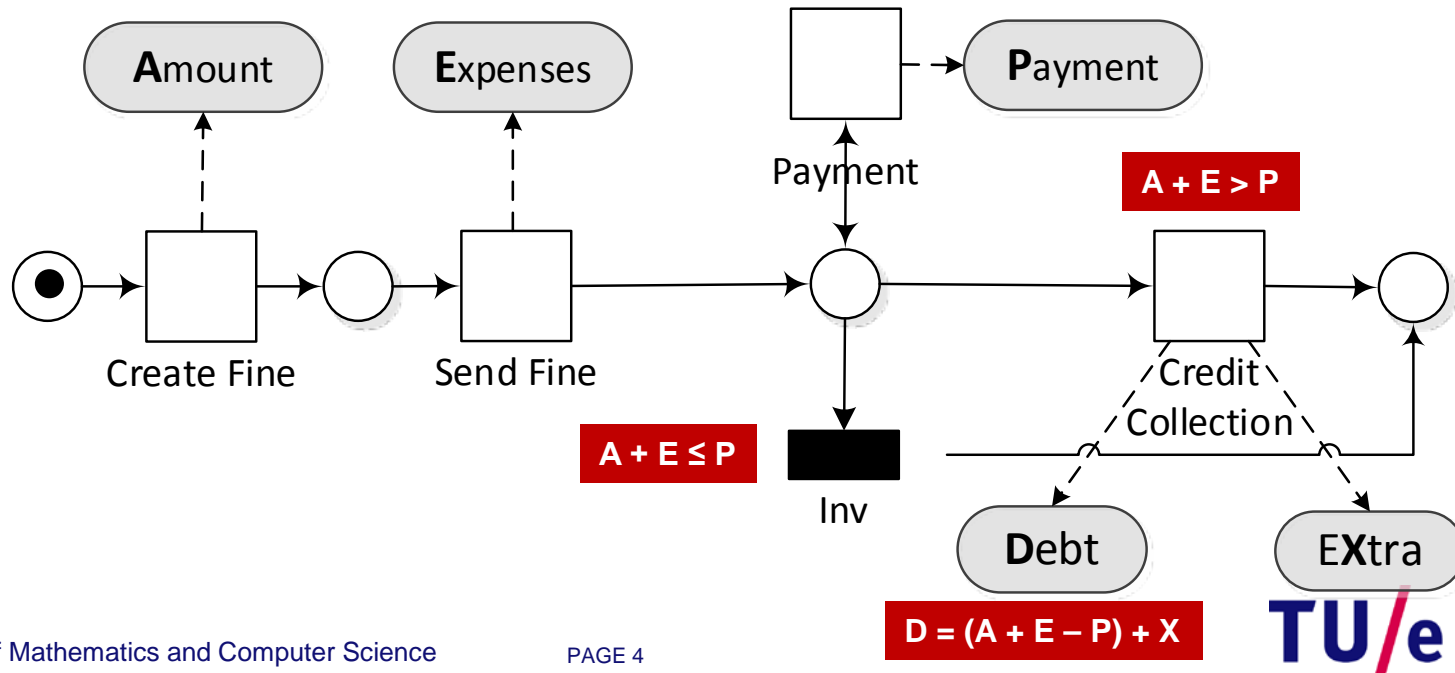 Amount
Expenses
Payment
Payment
A + E > P
Create Fine
Send Fine
Credit
Collection
A + E ≤ P
Inv
Debt
EXtra
D = (A + E – P) + X
TU/e
Mathematics and Computer Science
PAGE 4